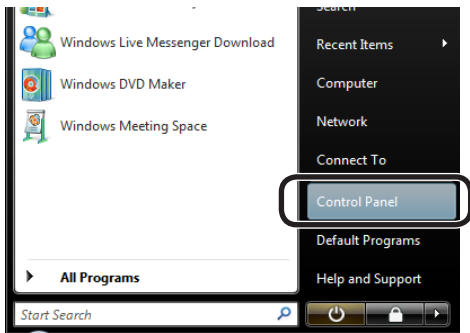 Windows Live Messenger Download
Windows DVD Maker
Windows Meeting Space
All Programs
Start Search
Search
Recent Items
Computer
Network
Connect To
Control Panel
Default Programs
Help and Support